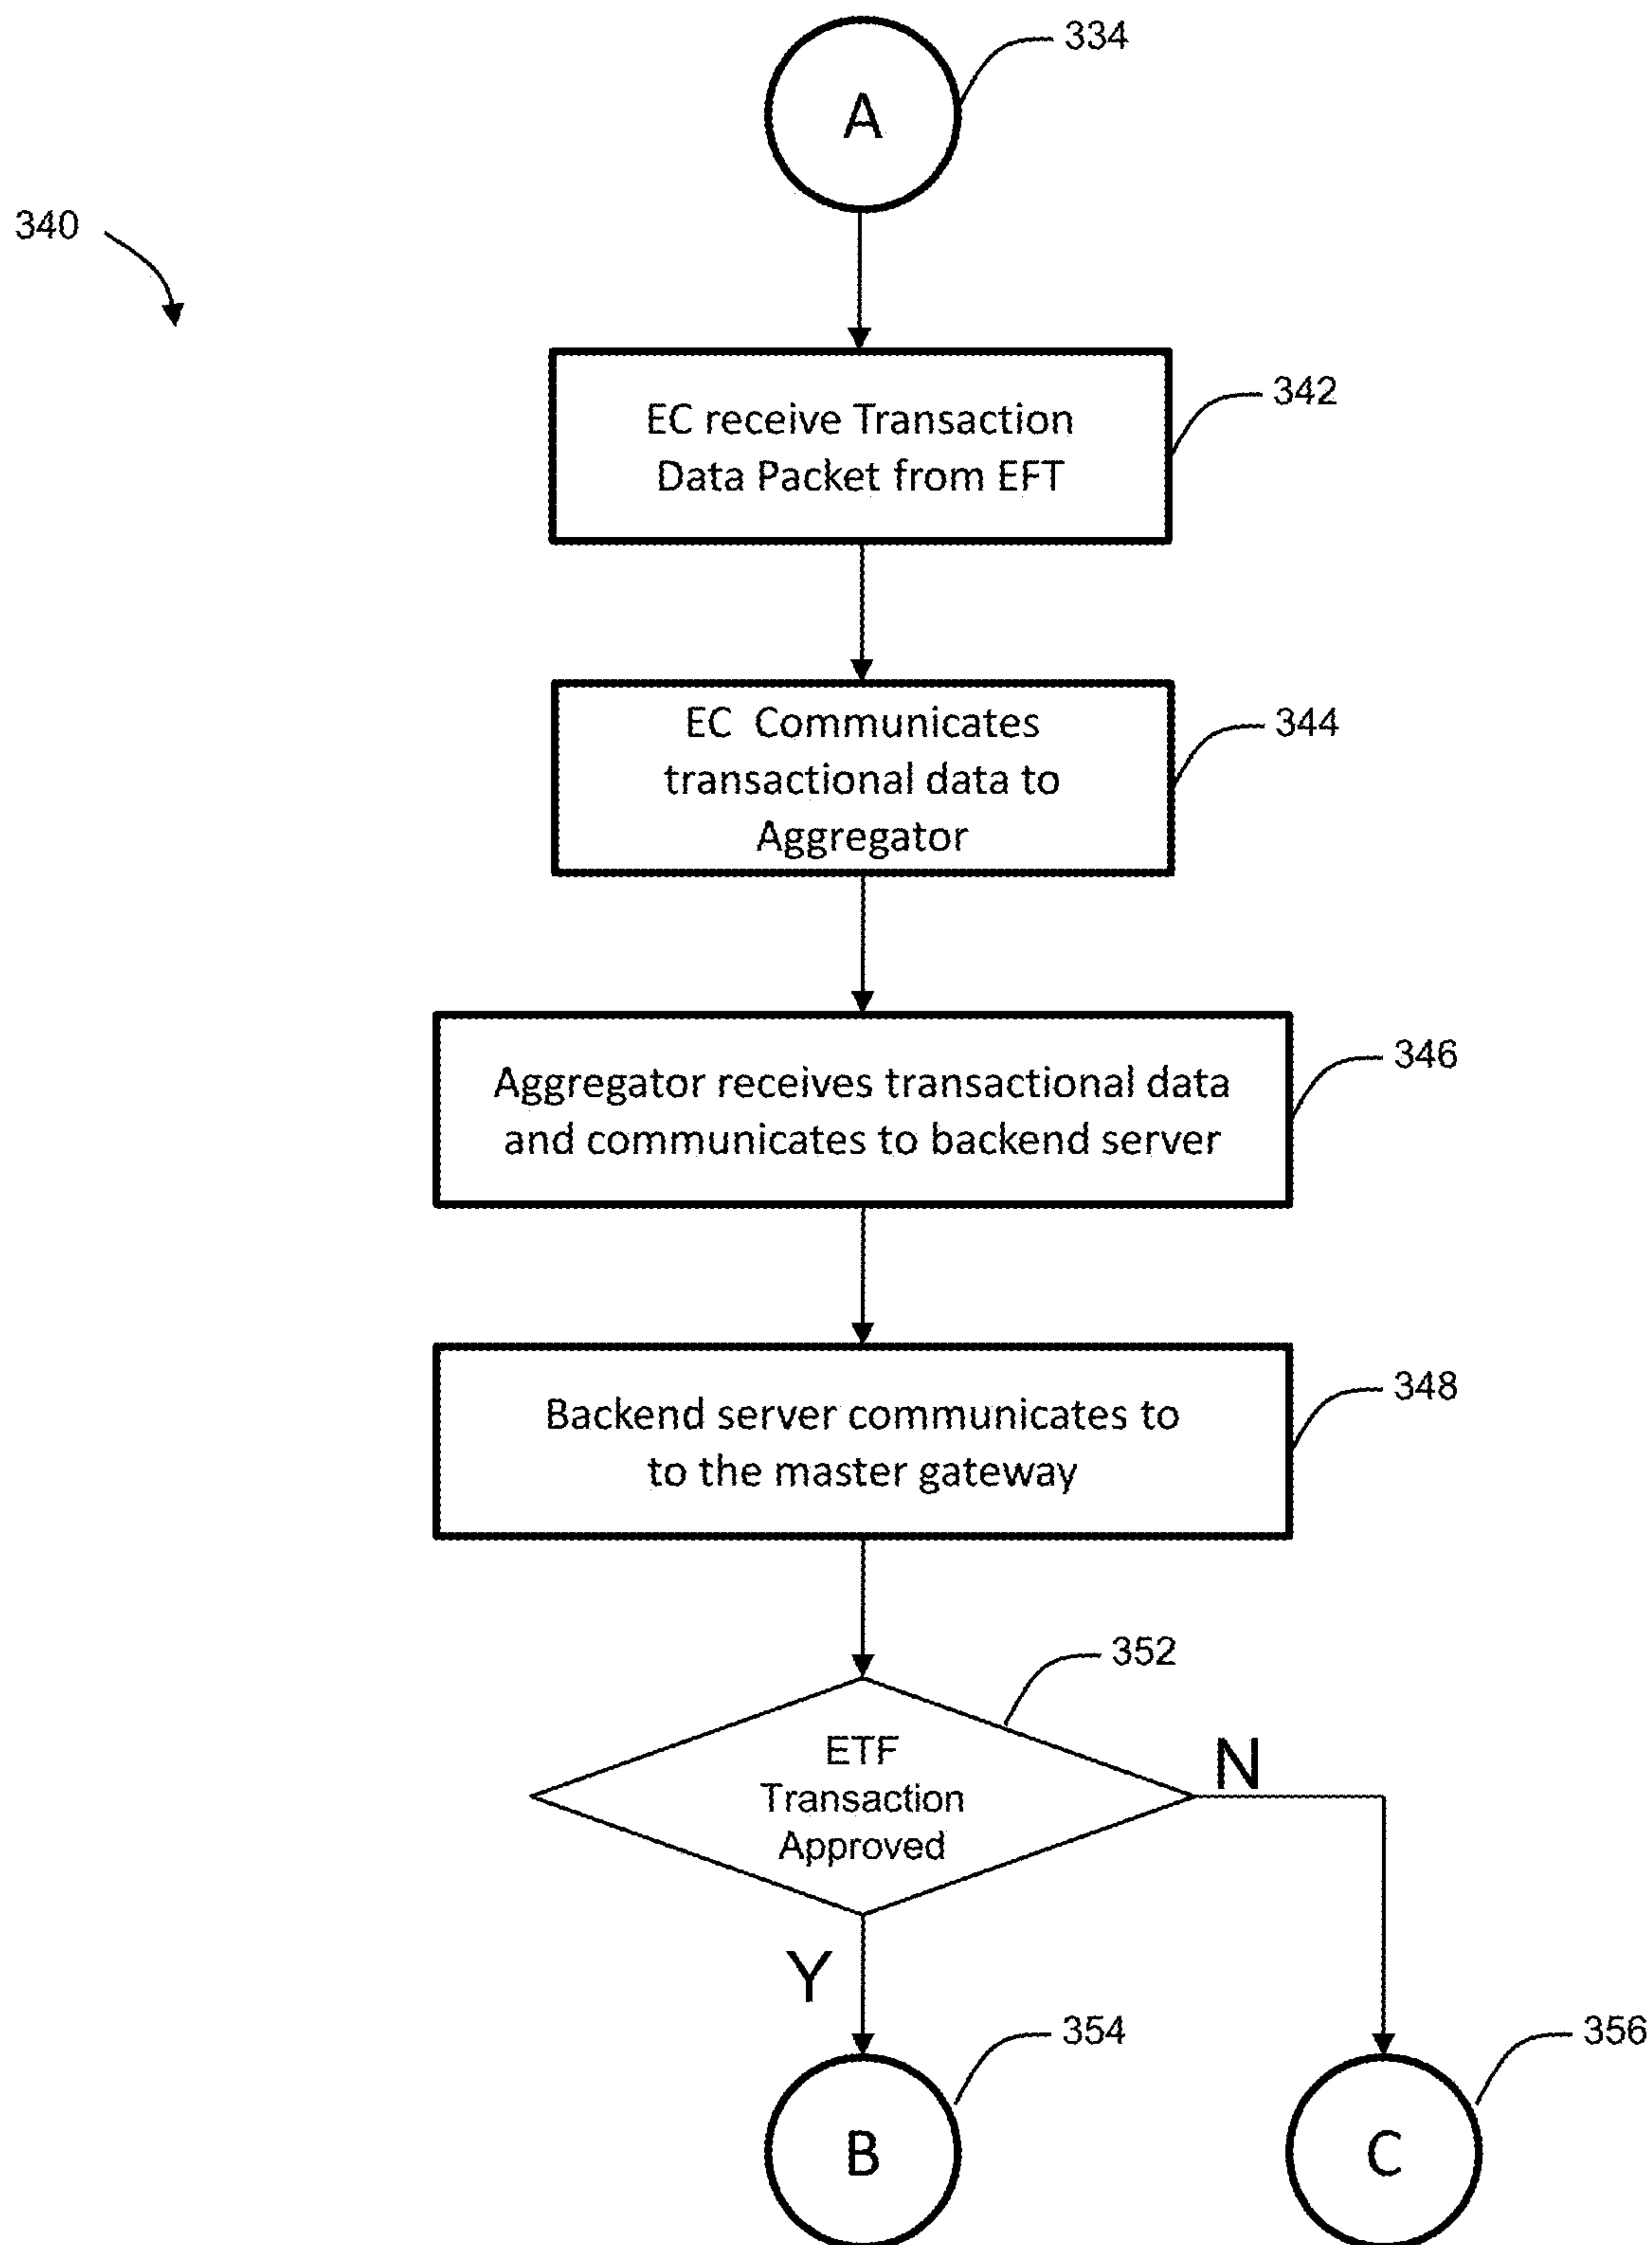 334
A
340
342
EC receive Transaction
Data Packet from EFT
344
EC Communicates
transactional data to
Aggregator
346
Aggregator receives transactional data
and communicates to backend server
348
Backend server communicates to
to the master gateway
352
ETF
Transaction
Approved
N
Y
354
356
B
C